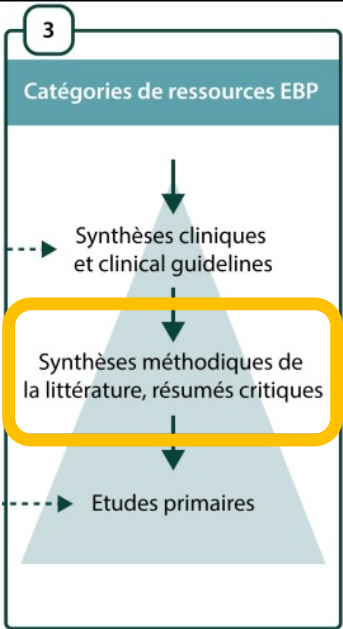 3
Catégories de ressources EBP
Synthèses cliniques
et clinical guidelines
Synthèses méthodiques de
la littérature, résumés critiques
Etudes primaires